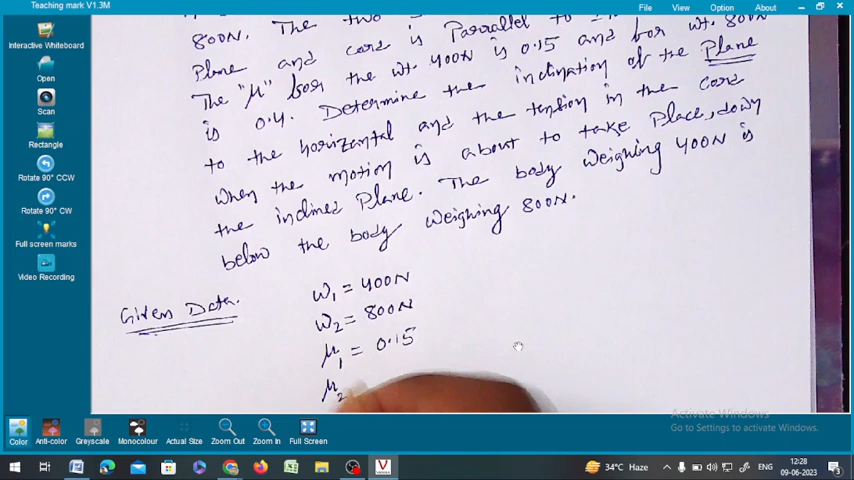 Teaching mark V1.3M
File View Option About
Interactive Whiteboard
Open
Scan
Rectangle
Rotate 90° CCW
Rotate 90° CW
Full screen marks
Video Recording
800N. The two
Plane and cord is Parrallel to
The "μ" for the wt. 400N is 0.15 and for wt. 800N
is 0.4. Determine the inclination of the Plane
to the horizontal and the tension in the cord
when the motion is about to take Place, down
the inclined Plane. The body weighing 400N is
below the body weighing 800N.
Given Data.
W1 = 400N
W2 = 800N
μ1 = 0.15
μ2
Activate Windows
Go to Settings to activate Windows.
Color Anti-color Greyscale Monocolour Actual Size Zoom Out Zoom In Full Screen
34°C Haze ENG 12:28
09-06-2023